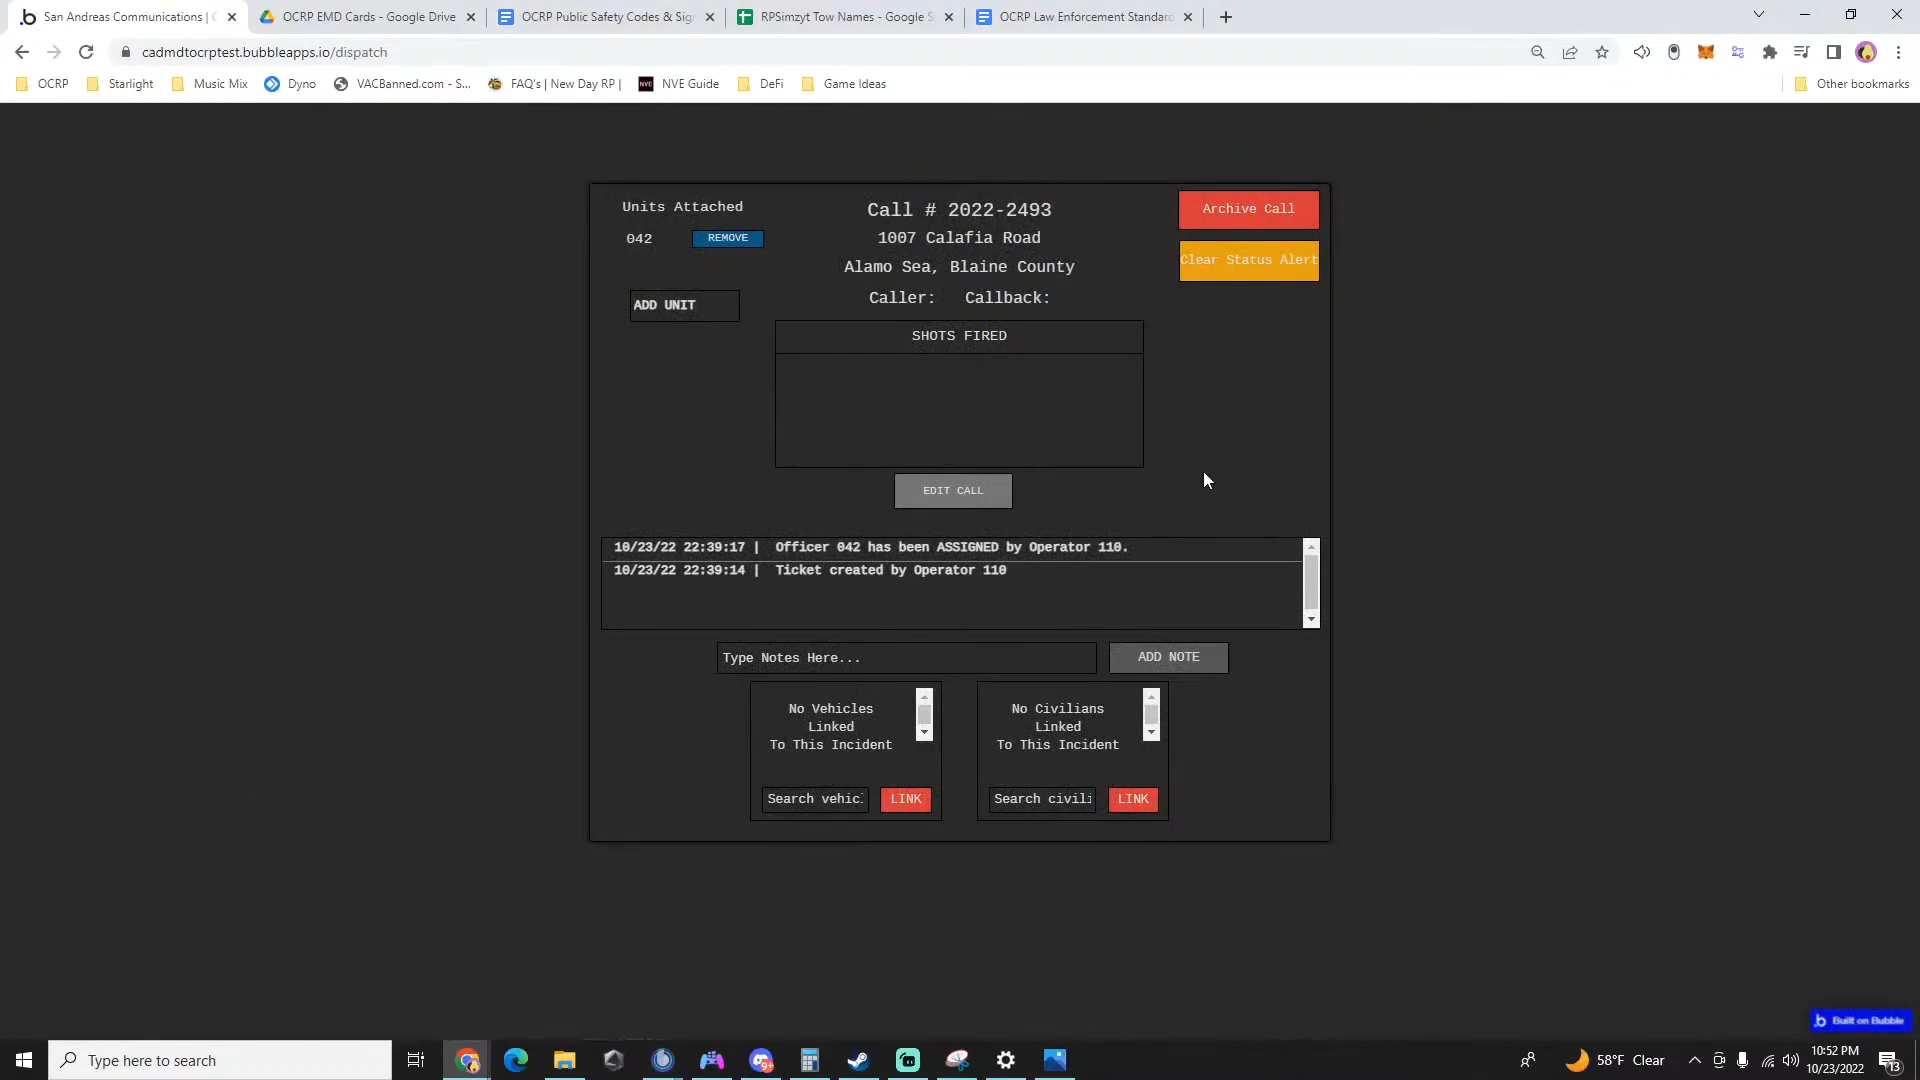 San Andreas Communications | C
OCRP EMD Cards - Google Drive
OCRP Public Safety Codes & Sig
RPSimzyt Tow Names - Google S
OCRP Law Enforcement Standard
cadmdtocrptest.bubbleapps.io/dispatch
OCRP
Starlight
Music Mix
Dyno
VACBanned.com - S...
FAQ's | New Day RP |
NVE
NVE Guide
DeFi
Game Ideas
Other bookmarks
Units Attached
Call # 2022-2493
Archive Call
042
REMOVE
1007 Calafia Road
Clear Status Alert
Alamo Sea, Blaine County
Caller: Callback:
ADD UNIT
SHOTS FIRED
EDIT CALL
10/23/22 22:39:17 | Officer 042 has been ASSIGNED by Operator 110.
10/23/22 22:39:14 | Ticket created by Operator 110
Type Notes Here...
ADD NOTE
No Vehicles
Linked
To This Incident
No Civilians
Linked
To This Incident
Search vehic
LINK
Search civili
LINK
Built on Bubble
Type here to search
9+
58°F Clear
10:52 PM
10/23/2022
13